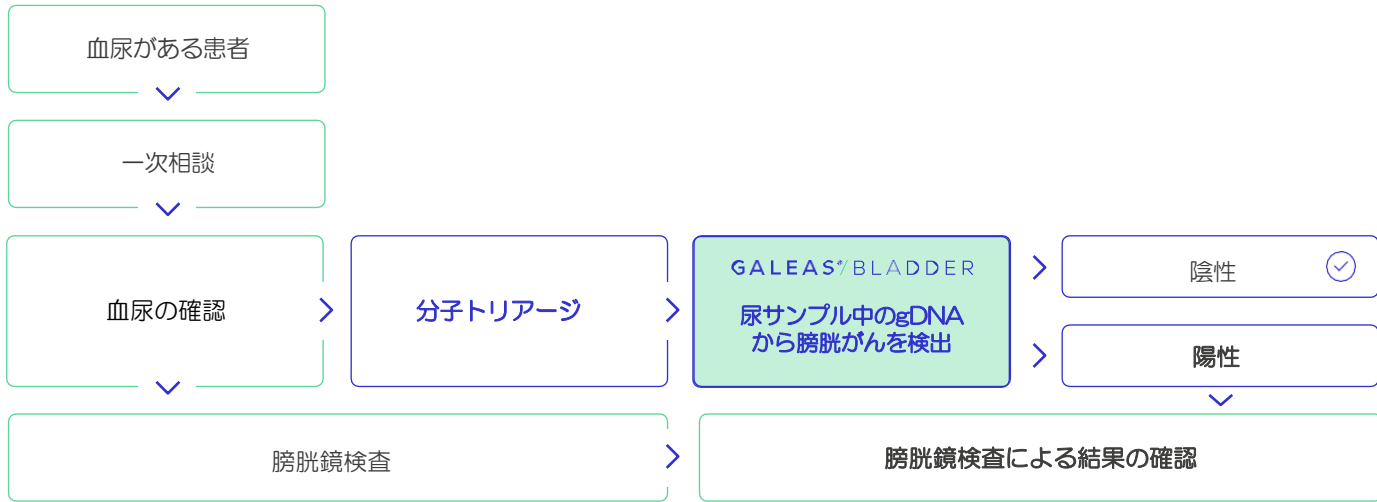 血尿がある患者
一次相談
血尿の確認
分子トリアージ
GALEAS BLADDER
尿サンプル中のgDNA
から膀胱がんを検出
陰性
陽性
膀胱鏡検査
膀胱鏡検査による結果の確認